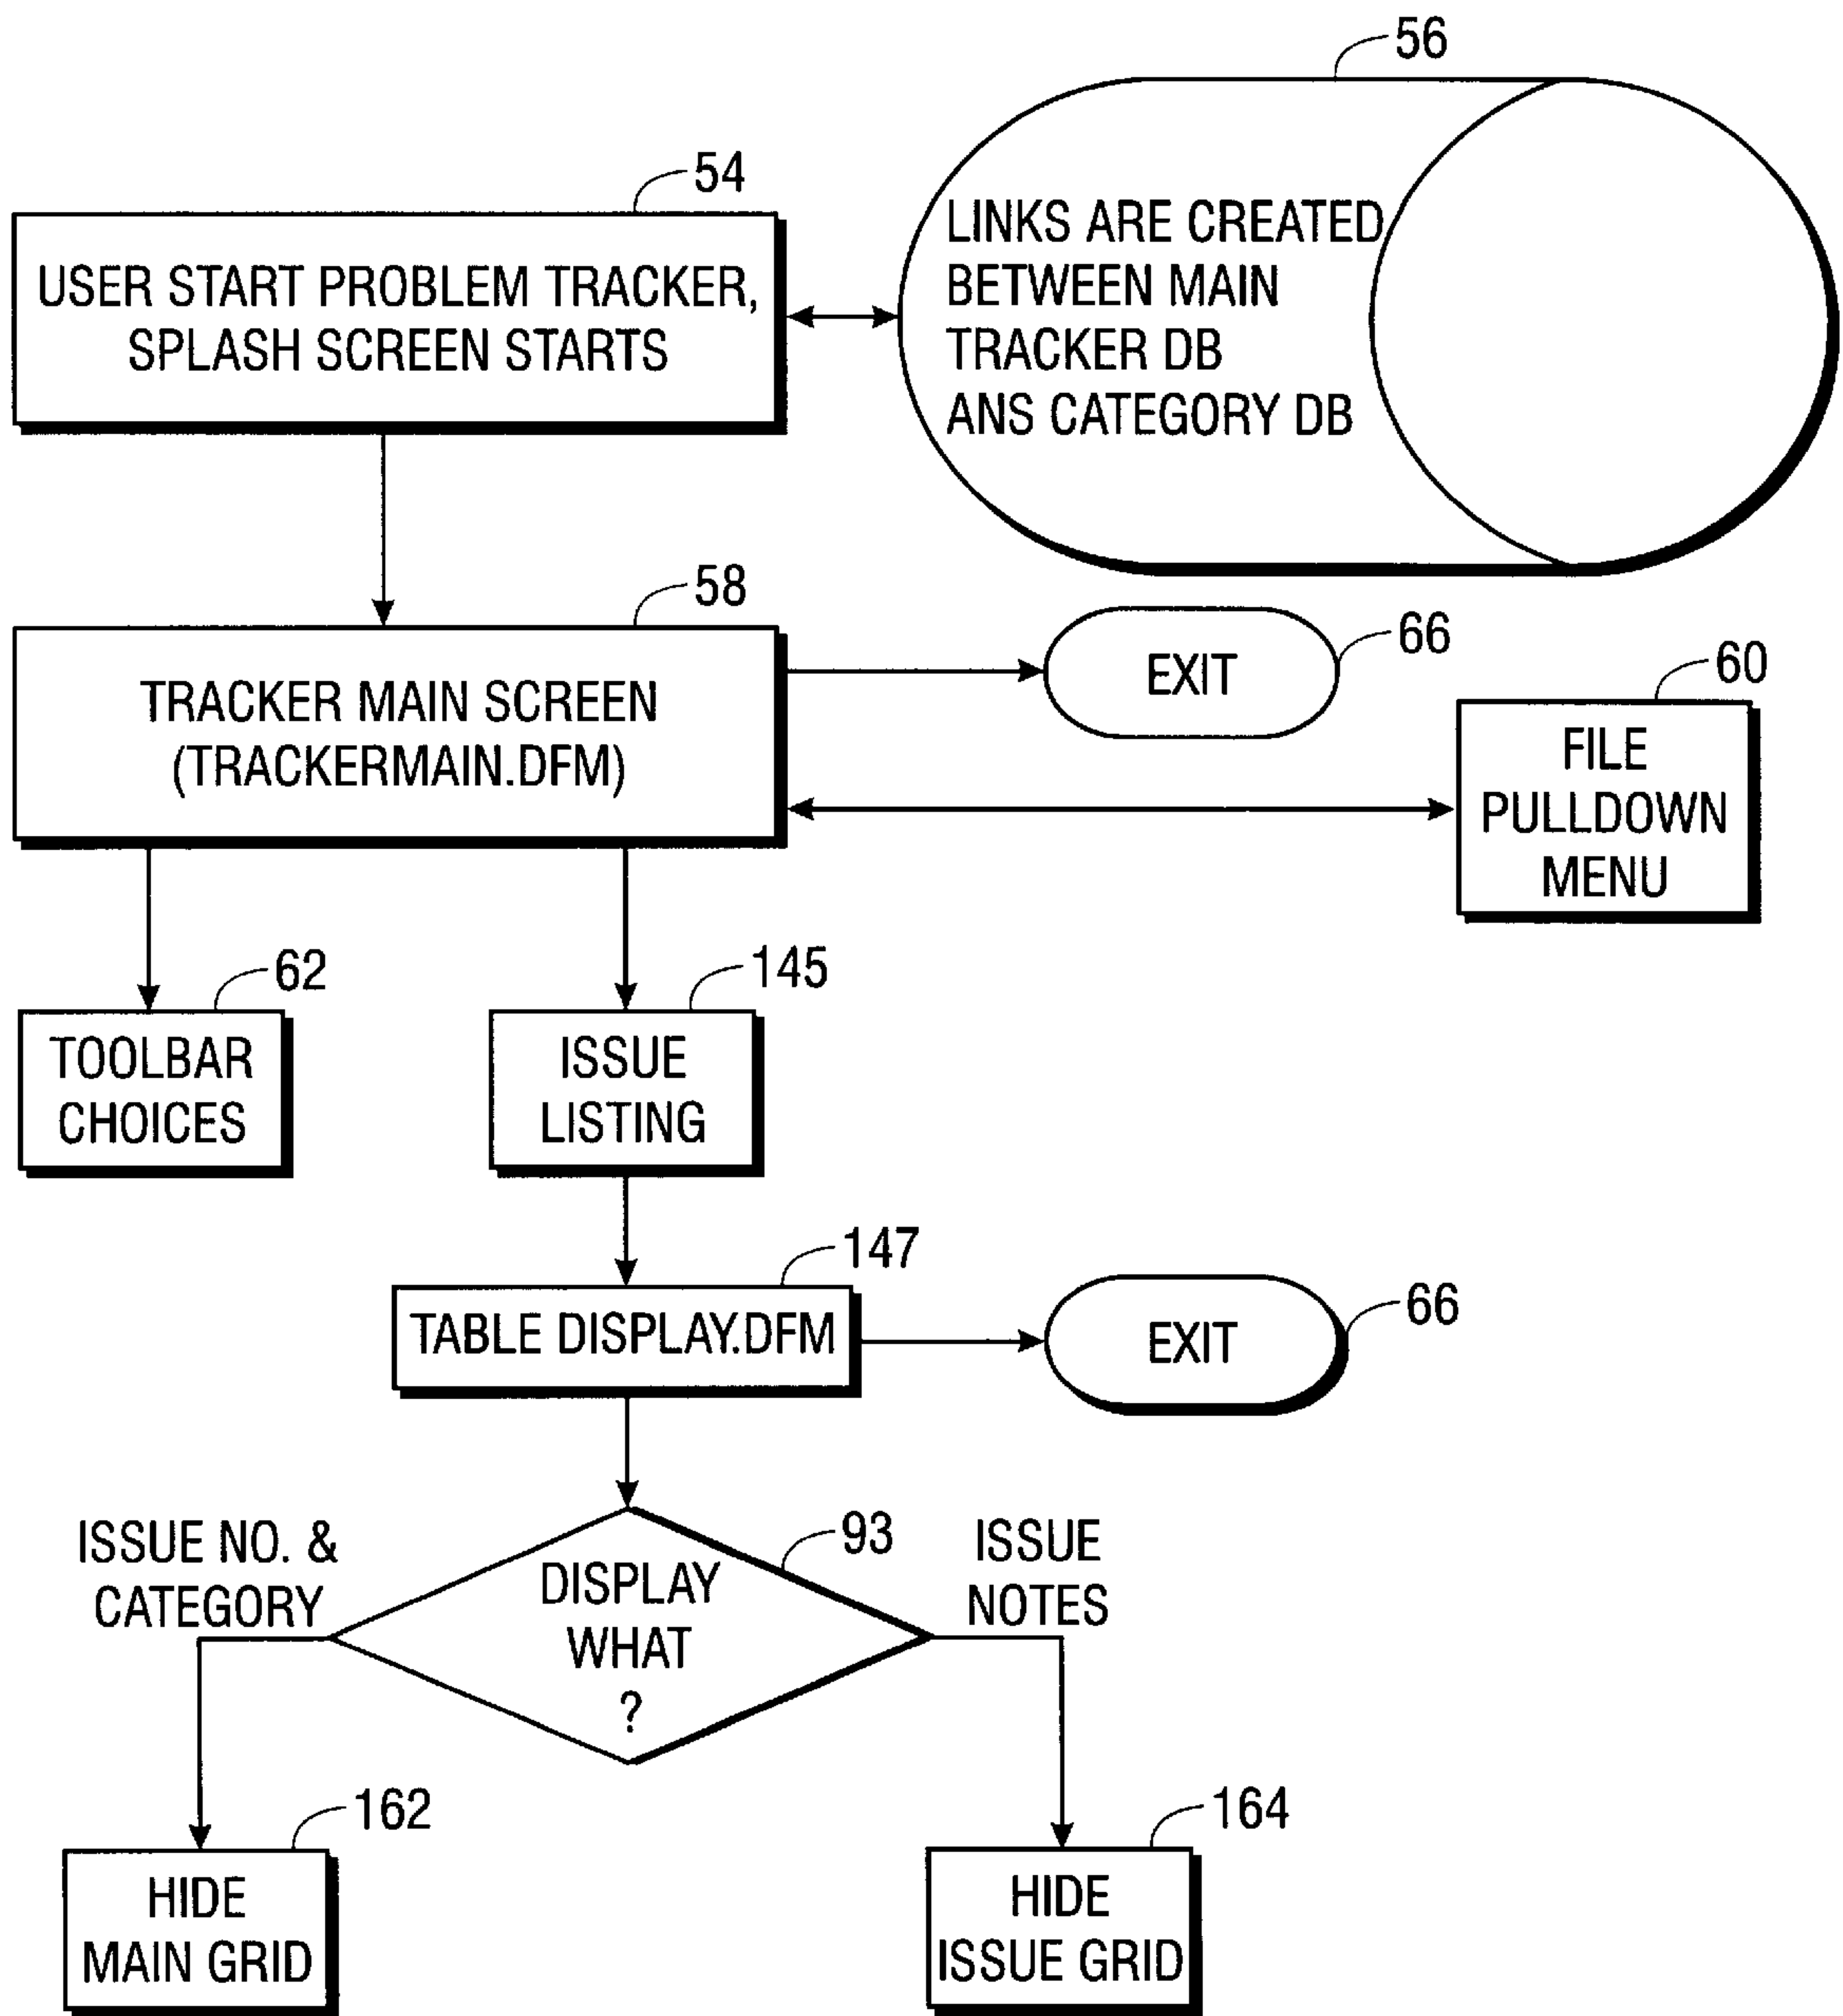 56
54
USER START PROBLEM TRACKER,
SPLASH SCREEN STARTS
LINKS ARE CREATED
BETWEEN MAIN
TRACKER DB
ANS CATEGORY DB
58
TRACKER MAIN SCREEN
(TRACKERMAIN.DFM)
66
EXIT
60
FILE
PULLDOWN
MENU
62
TOOLBAR
CHOICES
145
ISSUE
LISTING
147
TABLE DISPLAY.DFM
66
EXIT
93
ISSUE NO. &
CATEGORY
DISPLAY
WHAT
?
ISSUE
NOTES
162
HIDE
MAIN GRID
164
HIDE
ISSUE GRID